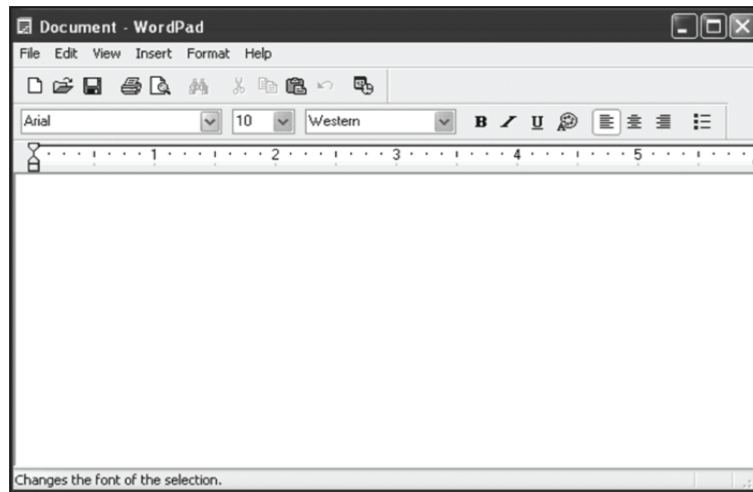 Document - WordPad
File Edit View Insert Format Help
Arial 10 Western B I U
1 2 3 4 5
Changes the font of the selection.